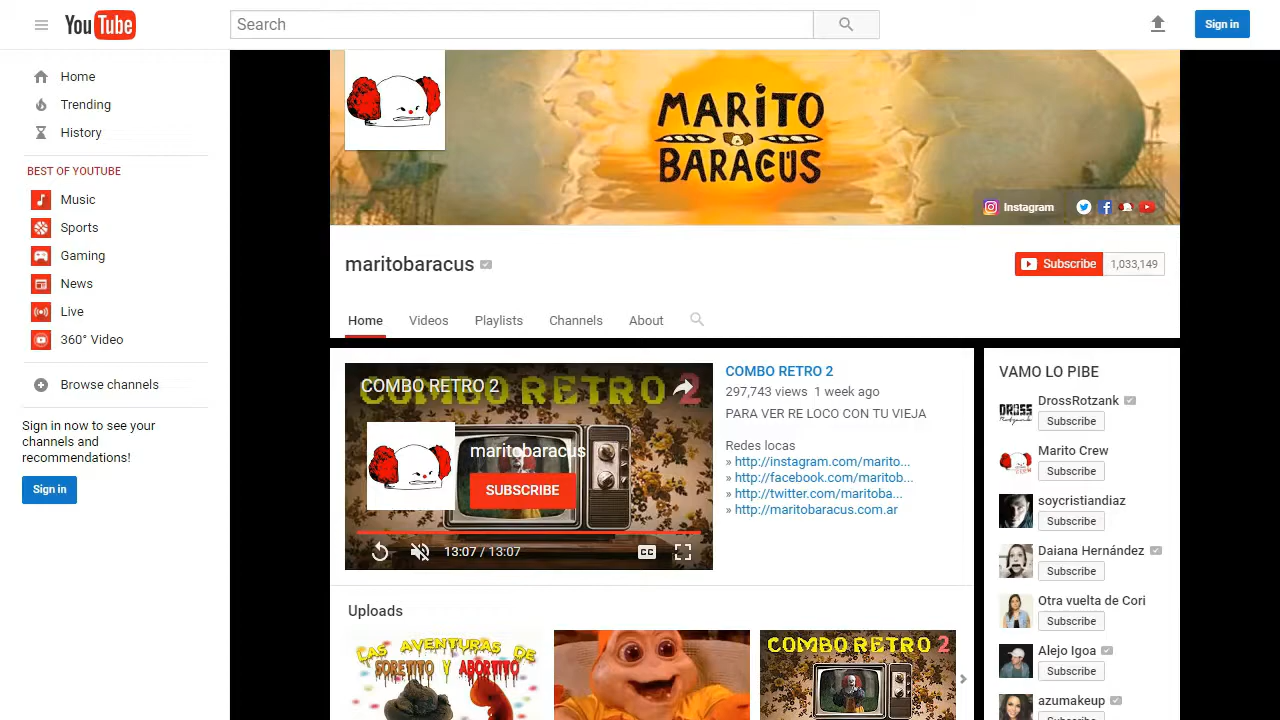 YouTube
Search
Sign in
Home
Trending
History
BEST OF YOUTUBE
Music
Sports
Gaming
News
Live
360° Video
Browse channels
Sign in now to see your
channels and
recommendations!
Sign in
MARITO
BARACUS
Instagram
maritobaracus
Subscribe 1,033,149
Home Videos Playlists Channels About
COMBO RETRO 2
COMBO RETRO 2
maritobaracus
SUBSCRIBE
13:07 / 13:07
CC
COMBO RETRO 2
297,743 views 1 week ago
PARA VER RE LOCO CON TU VIEJA
Redes locas
» http://instagram.com/marito...
» http://facebook.com/maritob...
» http://twitter.com/maritoba...
» http://maritobaracus.com.ar
Uploads
LAS AVENTURAS DE
SORETITO Y ABORTITO
COMBO RETRO 2
VAMO LO PIBE
DROSS
Rotzank
DrossRotzank
Subscribe
Marito Crew
Subscribe
soycristiandiaz
Subscribe
Daiana Hernández
Subscribe
Otra vuelta de Cori
Subscribe
Alejo Igoa
Subscribe
azumakeup